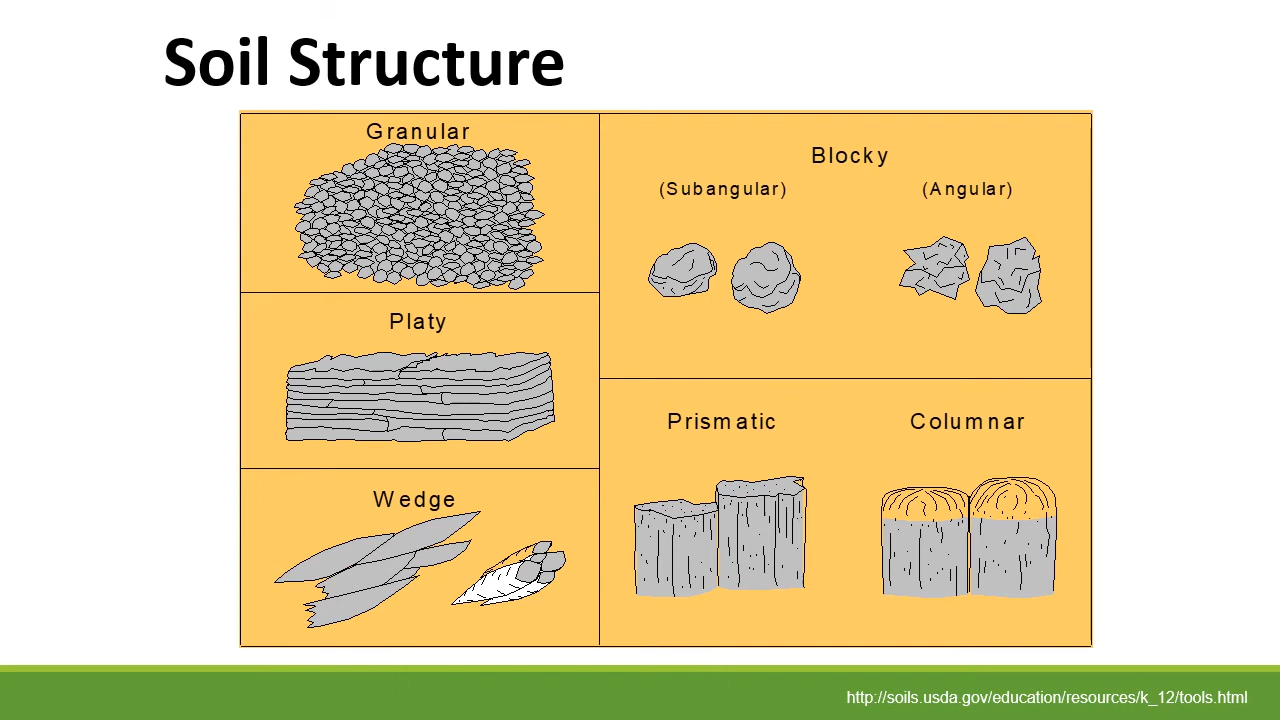 Soil Structure
Granular
Platy
Wedge
Blocky
(Subangular) (Angular)
Prismatic Columnar
http://soils.usda.gov/education/resources/k_12/tools.html